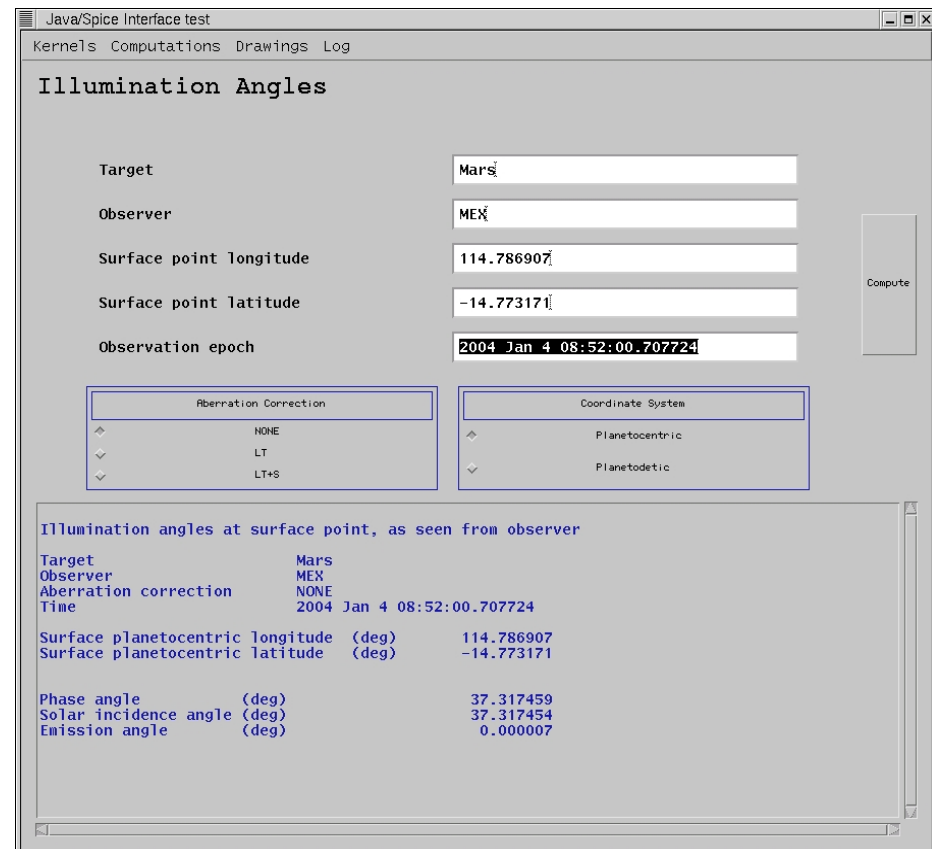 Java/Spice Interface test
Kernels Computations Drawings Log
Illumination Angles
Target Mars
Observer MEX
Surface point longitude 114.786907
Surface point latitude -14.773171
Compute
Observation epoch 2004 Jan 4 08:52:00.707724
Aberration Correction
NONE
LT
LT+S
Coordinate System
Planetocentric
Planetodetic
Illumination angles at surface point, as seen from observer
Target Mars
Observer MEX
Aberration correction NONE
Time 2004 Jan 4 08:52:00.707724
Surface planetocentric longitude (deg) 114.786907
Surface planetocentric latitude (deg) -14.773171
Phase angle (deg) 37.317459
Solar incidence angle (deg) 37.317454
Emission angle (deg) 0.000007